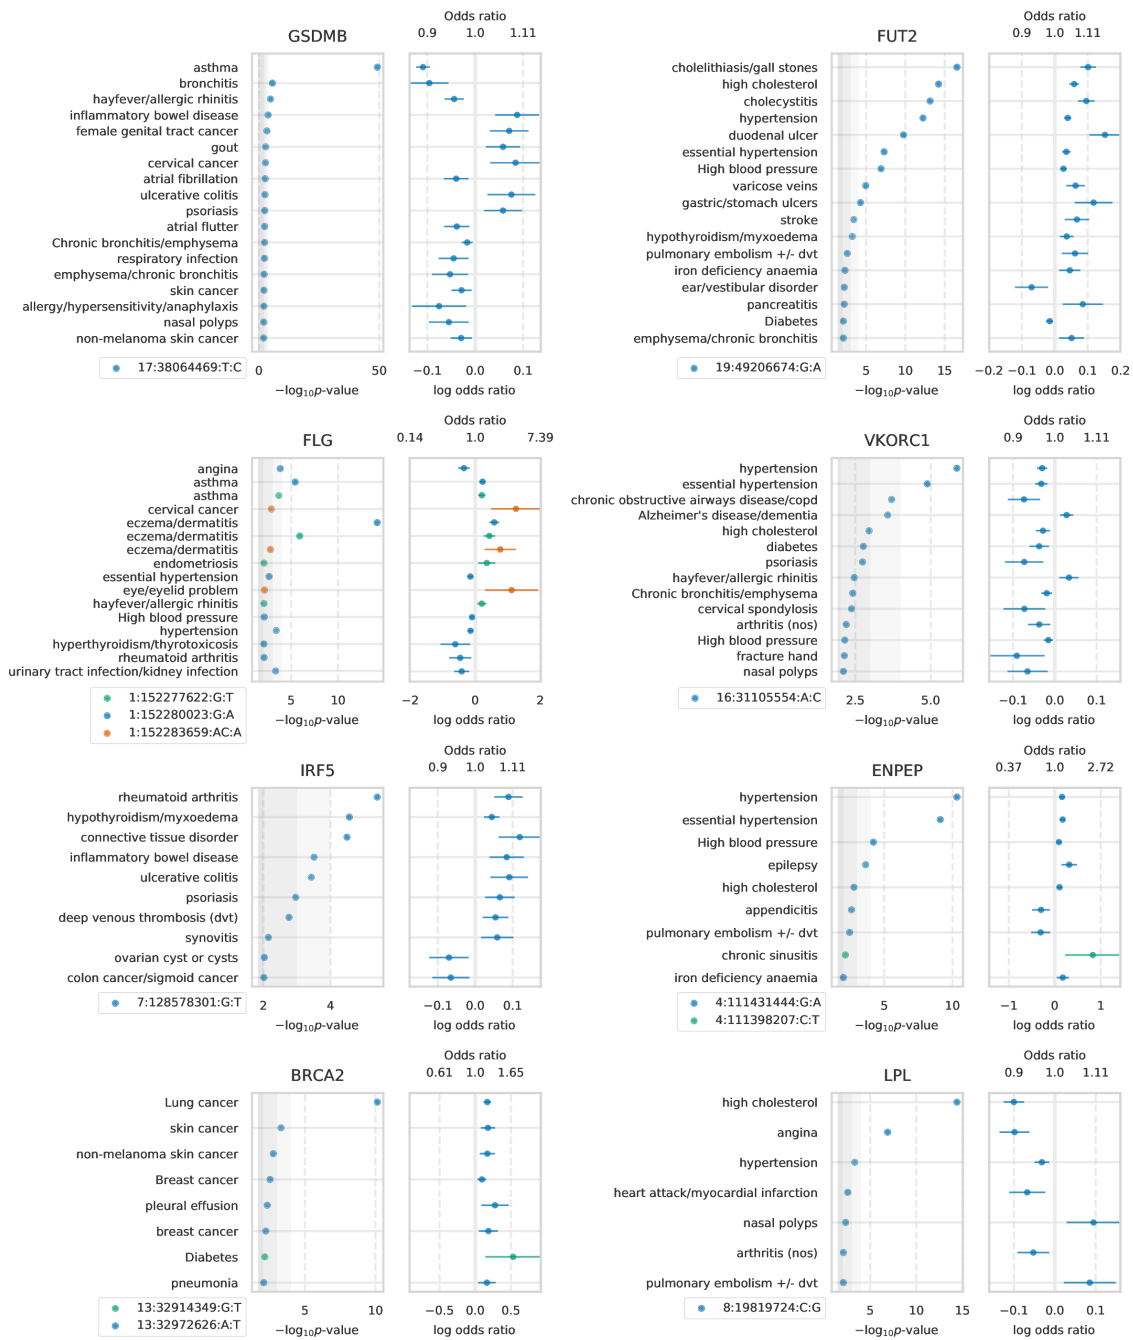 Odds ratio
0.9 1.0 1.11
GSDMB
asthma
bronchitis
hayfever/allergic rhinitis
inflammatory bowel disease
female genital tract cancer
gout
cervical cancer
atrial fibrillation
ulcerative colitis
psoriasis
atrial flutter
Chronic bronchitis/emphysema
respiratory infection
emphysema/chronic bronchitis
skin cancer
allergy/hypersensitivity/anaphylaxis
nasal polyps
non-melanoma skin cancer
17:38064469:T:C
0 50
−log10p-value
−0.1 0.0 0.1
log odds ratio
Odds ratio
0.9 1.0 1.11
FUT2
cholelithiasis/gall stones
high cholesterol
cholecystitis
hypertension
duodenal ulcer
essential hypertension
High blood pressure
varicose veins
gastric/stomach ulcers
stroke
hypothyroidism/myxoedema
pulmonary embolism +/- dvt
iron deficiency anaemia
ear/vestibular disorder
pancreatitis
Diabetes
emphysema/chronic bronchitis
19:49206674:G:A
5 10 15
−log10p-value
−0.2 −0.1 0.0 0.1 0.2
log odds ratio
Odds ratio
0.14 1.0 7.39
FLG
angina
asthma
asthma
cervical cancer
eczema/dermatitis
eczema/dermatitis
eczema/dermatitis
endometriosis
essential hypertension
eye/eyelid problem
hayfever/allergic rhinitis
High blood pressure
hypertension
hyperthyroidism/thyrotoxicosis
rheumatoid arthritis
urinary tract infection/kidney infection
1:152277622:G:T
1:152280023:G:A
1:152283659:AC:A
5 10
−log10p-value
−2 0 2
log odds ratio
Odds ratio
0.9 1.0 1.11
VKORC1
hypertension
essential hypertension
chronic obstructive airways disease/copd
Alzheimer's disease/dementia
high cholesterol
diabetes
psoriasis
hayfever/allergic rhinitis
Chronic bronchitis/emphysema
cervical spondylosis
arthritis (nos)
High blood pressure
fracture hand
nasal polyps
16:31105554:A:C
2.5 5.0
−log10p-value
−0.1 0.0 0.1
log odds ratio
Odds ratio
0.9 1.0 1.11
IRF5
rheumatoid arthritis
hypothyroidism/myxoedema
connective tissue disorder
inflammatory bowel disease
ulcerative colitis
psoriasis
deep venous thrombosis (dvt)
synovitis
ovarian cyst or cysts
colon cancer/sigmoid cancer
7:128578301:G:T
2 4
−log10p-value
−0.1 0.0 0.1
log odds ratio
Odds ratio
0.37 1.0 2.72
ENPEP
hypertension
essential hypertension
High blood pressure
epilepsy
high cholesterol
appendicitis
pulmonary embolism +/- dvt
chronic sinusitis
iron deficiency anaemia
4:111431444:G:A
4:111398207:C:T
5 10
−log10p-value
−1 0 1
log odds ratio
Odds ratio
0.61 1.0 1.65
BRCA2
Lung cancer
skin cancer
non-melanoma skin cancer
Breast cancer
pleural effusion
breast cancer
Diabetes
pneumonia
13:32914349:G:T
13:32972626:A:T
5 10
−log10p-value
−0.5 0.0 0.5
log odds ratio
Odds ratio
0.9 1.0 1.11
LPL
high cholesterol
angina
hypertension
heart attack/myocardial infarction
nasal polyps
arthritis (nos)
pulmonary embolism +/- dvt
8:19819724:C:G
5 10 15
−log10p-value
−0.1 0.0 0.1
log odds ratio